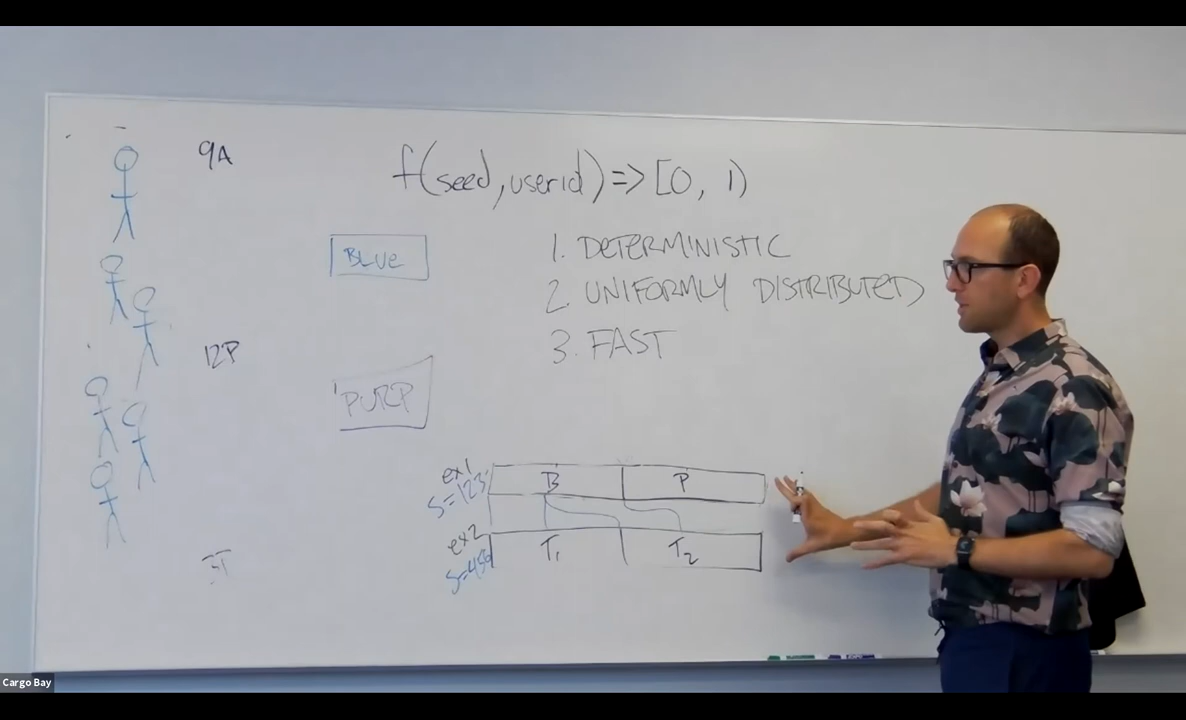 9A
f(seed, userid) => [0, 1)
BLUE
1. DETERMINISTIC
2. UNIFORMLY DISTRIBUTED
3. FAST
12P
PURP
ex1
S=123
B P
ex2
S=456
T1 T2
Cargo Bay